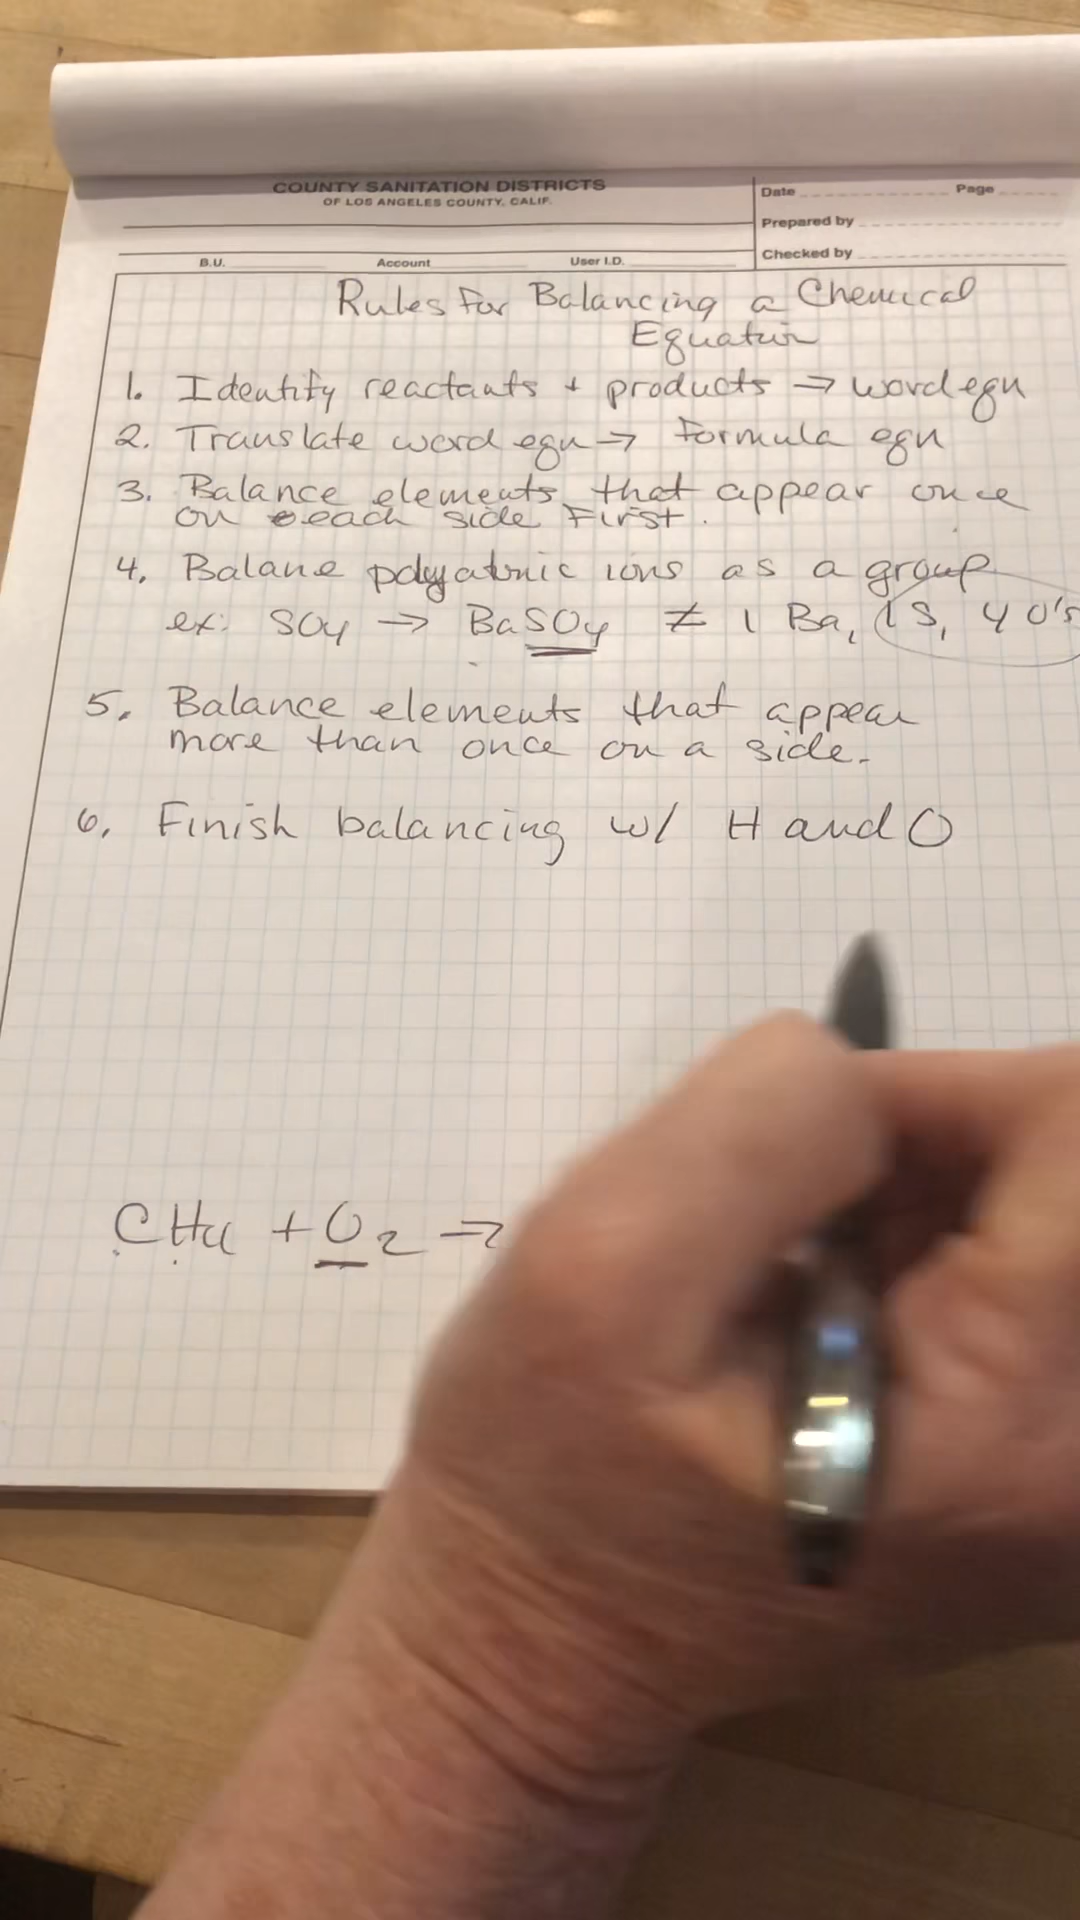 COUNTY SANITATION DISTRICTS
OF LOS ANGELES COUNTY, CALIF.
Date Page
Prepared by
Checked by
B.U. Account User I.D.
Rules for Balancing a Chemical
Equation
1. Identify reactants + products → word eqn
2. Translate word eqn → Formula eqn
3. Balance elements that appear once
on each side First.
4. Balane polyatomic ions as a group
ex: SO4 → BaSO4 ≠ 1 Ba, 1 S, 4 O's
5. Balance elements that appear
more than once on a side.
6. Finish balancing w/ H and O
CH4 + O2 →